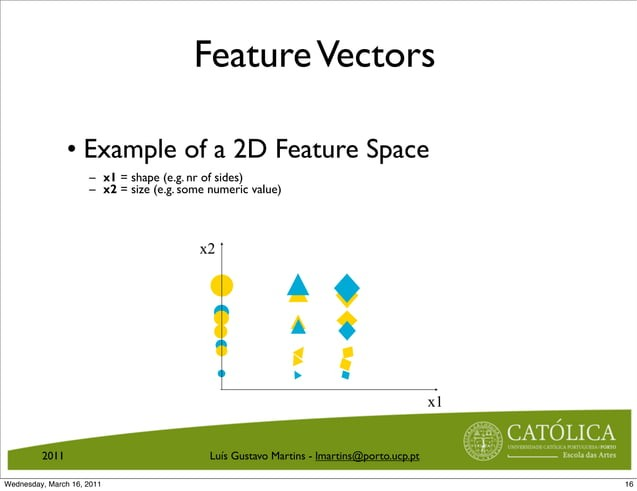 Feature Vectors
• Example of a 2D Feature Space
– x1 = shape (e.g. nr of sides)
– x2 = size (e.g. some numeric value)
x2
x1
CATÓLICA
UNIVERSIDADE CATÓLICA PORTUGUESA | PORTO
Escola das Artes
2011
Luís Gustavo Martins - lmartins@porto.ucp.pt
Wednesday, March 16, 2011
16